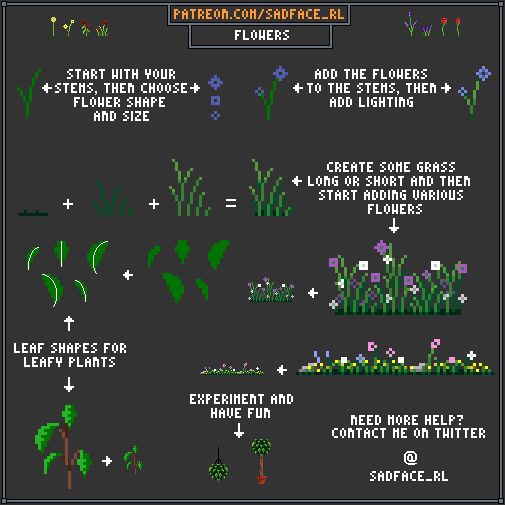 PATREON.COM/SADFACE_RL
FLOWERS
START WITH YOUR
STEMS, THEN CHOOSE
FLOWER SHAPE
AND SIZE
ADD THE FLOWERS
TO THE STEMS, THEN
ADD LIGHTING
+
+
=
CREATE SOME GRASS
LONG OR SHORT AND THEN
START ADDING VARIOUS
FLOWERS
LEAF SHAPES FOR
LEAFY PLANTS
EXPERIMENT AND
HAVE FUN
NEED MORE HELP?
CONTACT ME ON TWITTER
@
SADFACE_RL